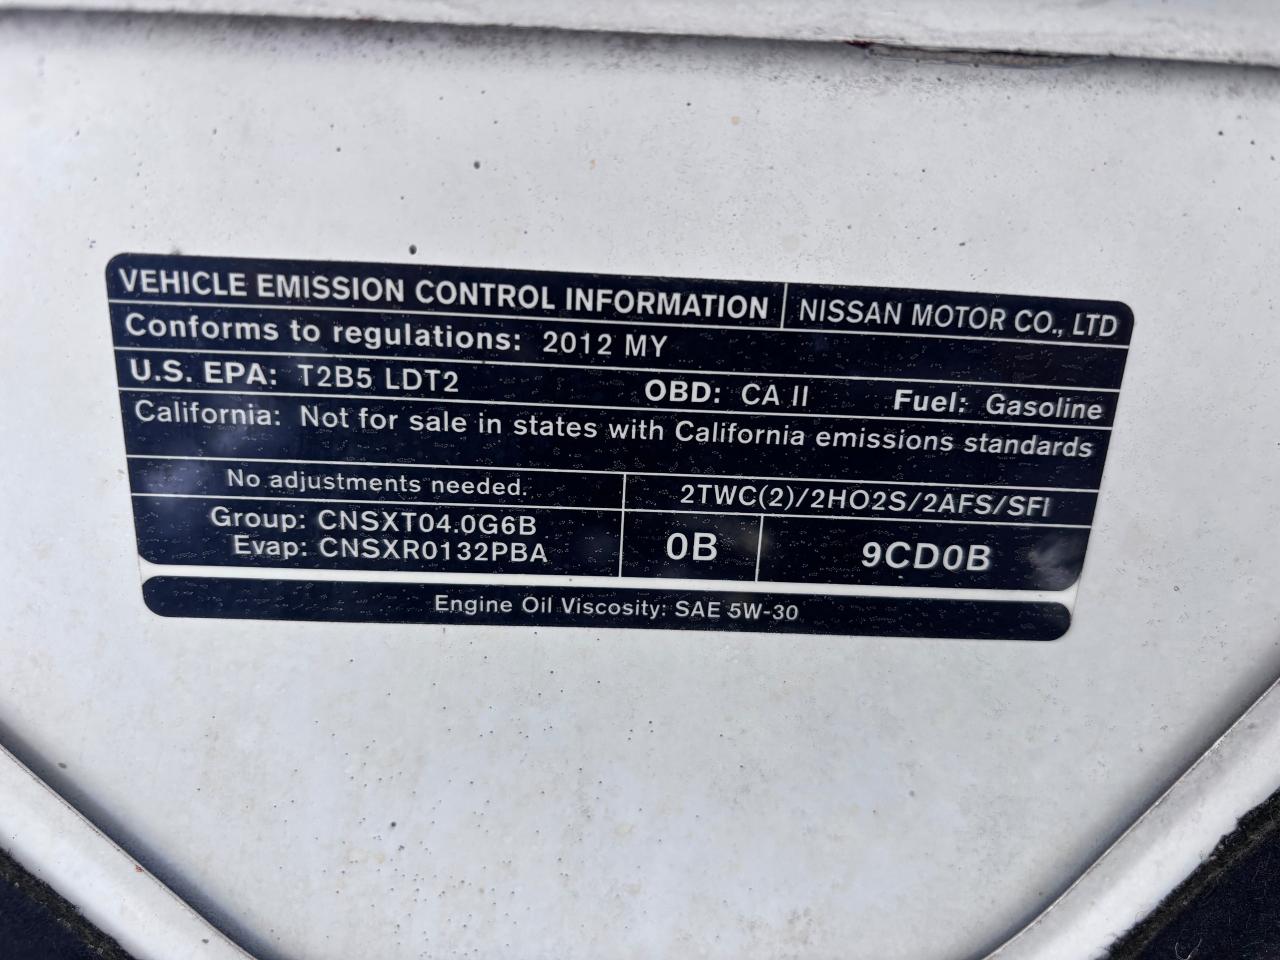 VEHICLE EMISSION CONTROL INFORMATION NISSAN MOTOR CO., LTD
Conforms to regulations: 2012 MY
U.S. EPA: T2B5 LDT2 OBD: CA II Fuel: Gasoline
California: Not for sale in states with California emissions standards
No adjustments needed. 2TWC(2)/2HO2S/2AFS/SFI
Group: CNSXT04.0G6B
Evap: CNSXR0132PBA
0B 9CD0B
Engine Oil Viscosity: SAE 5W-30